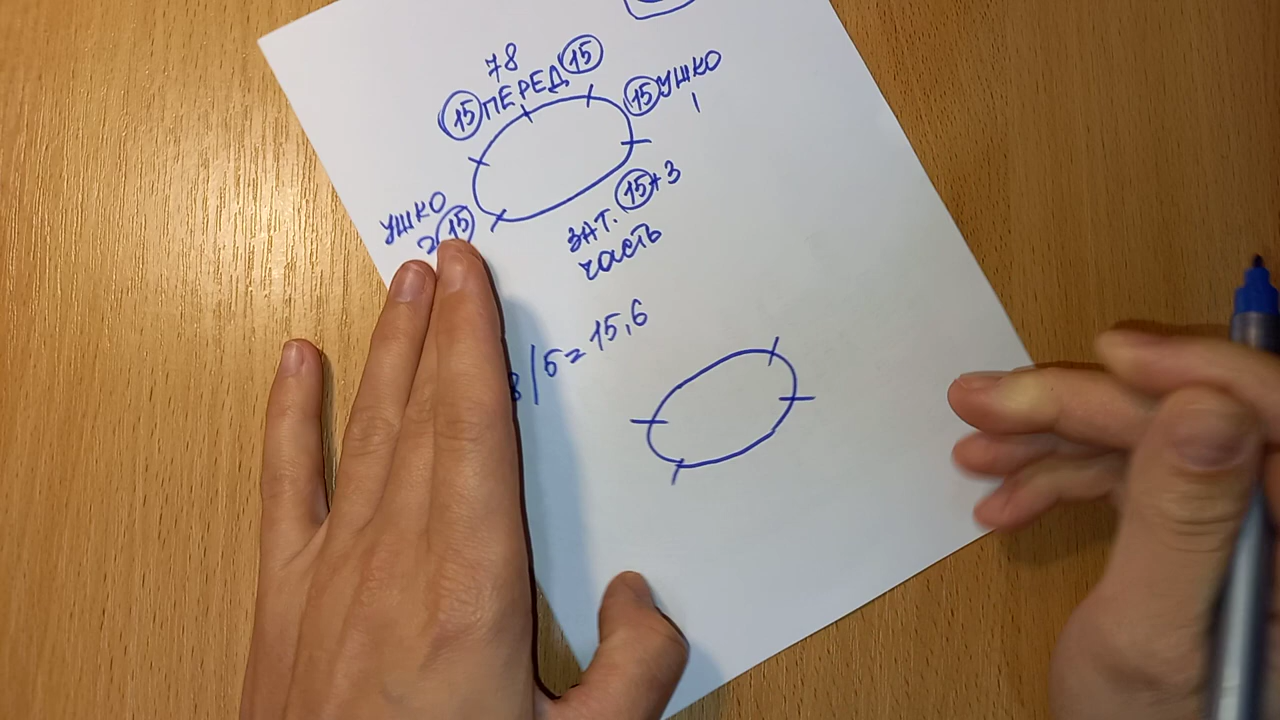 78
15 ПЕРЕД 15
15 УШКО
1
УШКО
2 15
ЗАТ. 15+3
часть
8/5=15,6